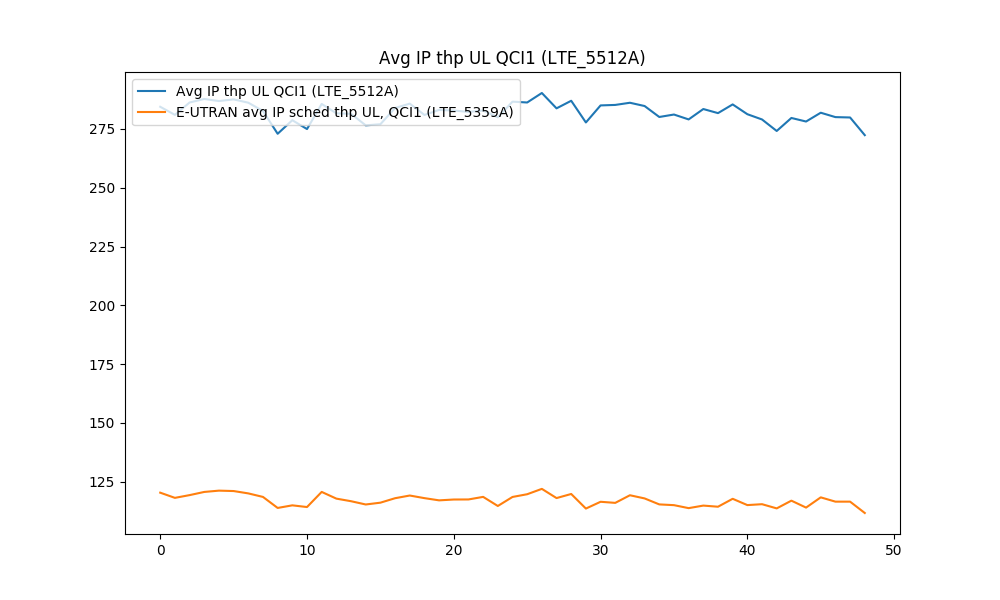 Avg IP thp UL QCI1 (LTE_5512A)
Avg IP thp UL QCI1 (LTE_5512A)
E-UTRAN avg IP sched thp UL, QCI1 (LTE_5359A)
275
250
225
200
175
150
125
0 10 20 30 40 50